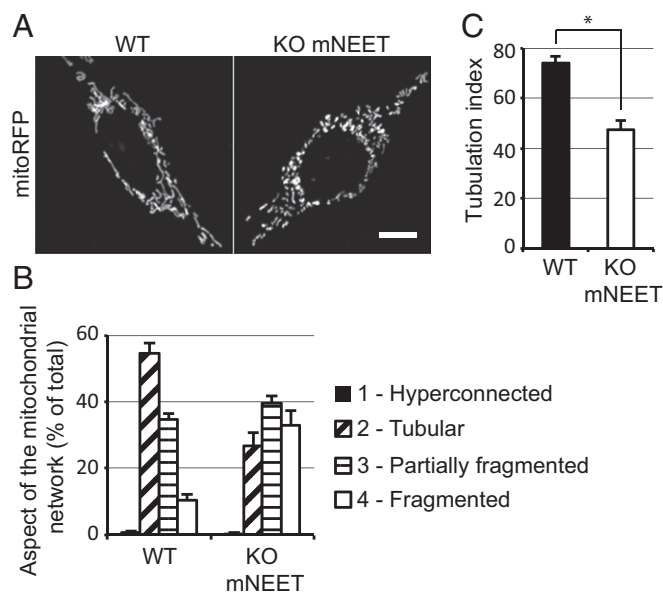 A
WT
KO mNEET
mitoRFP
B
Aspect of the mitochondrial
network (% of total)
60
40
20
0
WT
KO
mNEET
1 - Hyperconnected
2 - Tubular
3 - Partially fragmented
4 - Fragmented
C
*
Tubulation index
80
60
40
20
0
WT
KO
mNEET